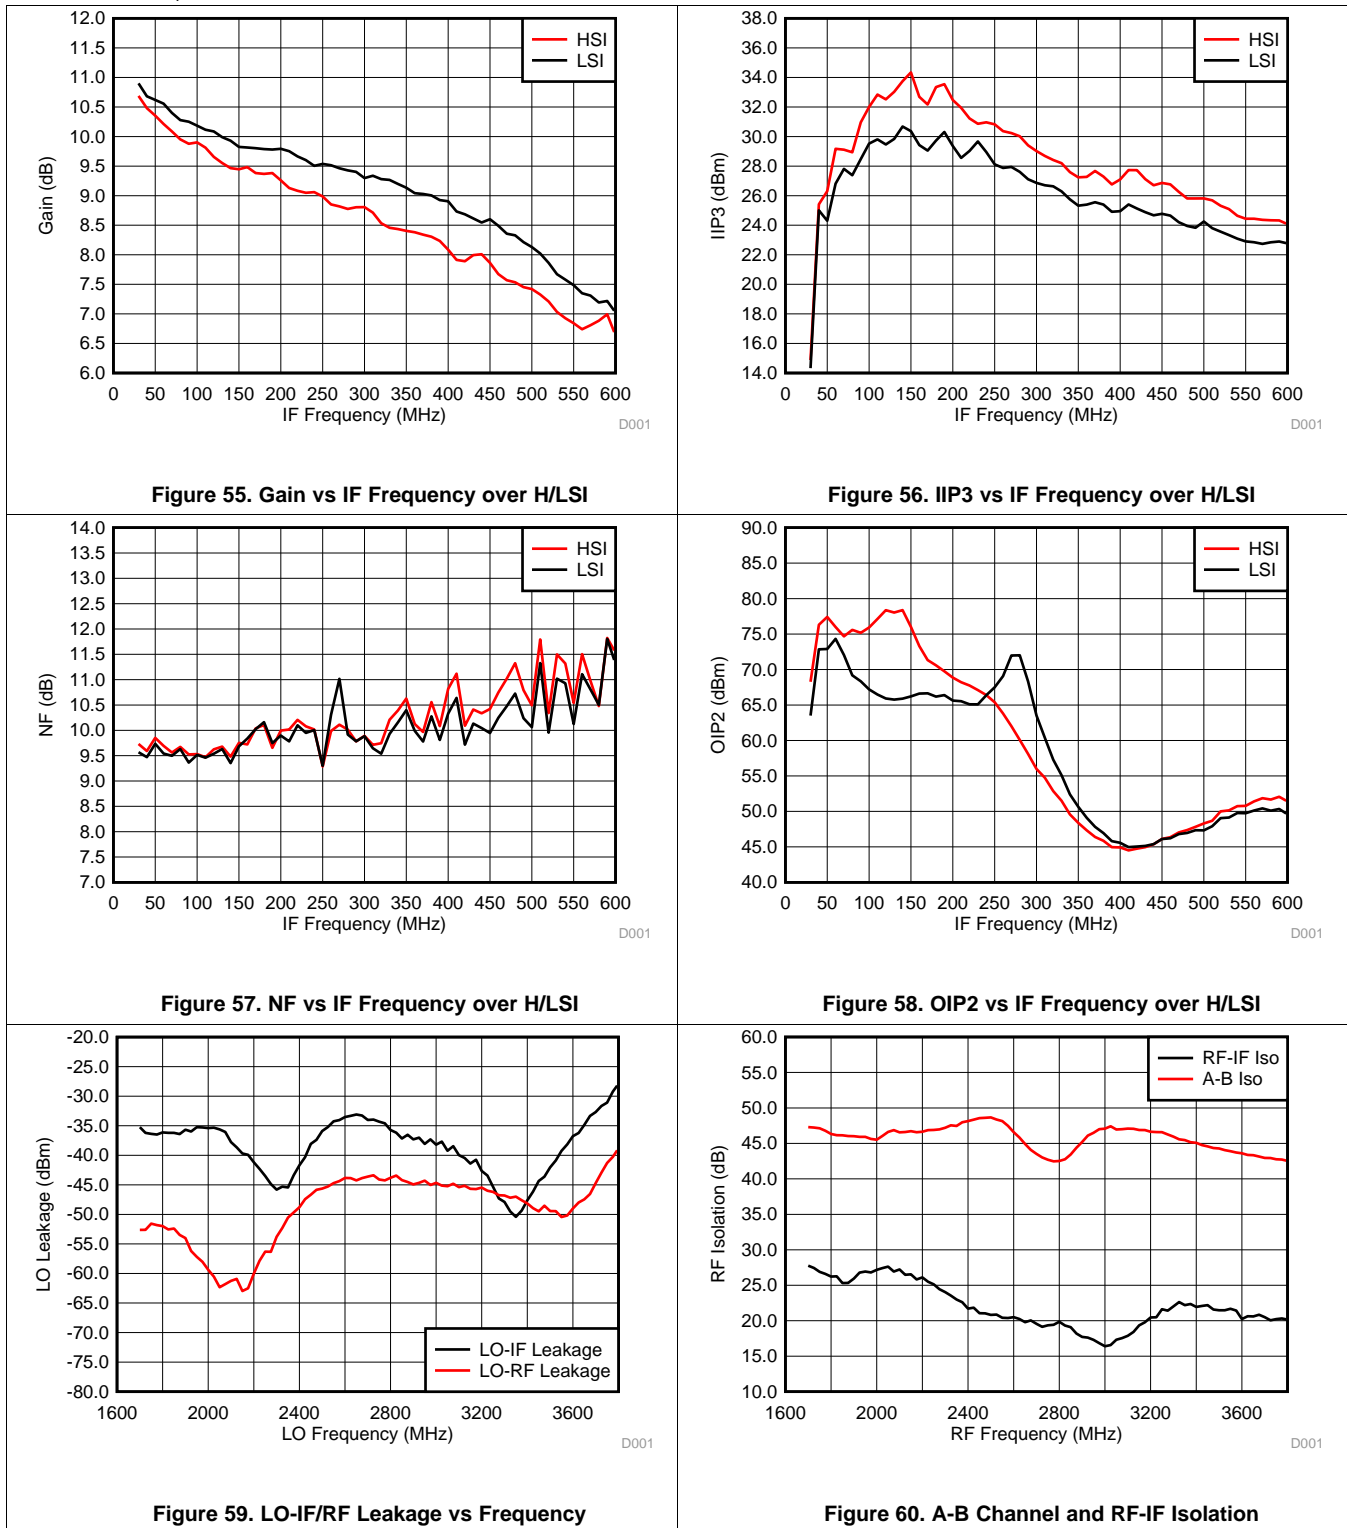 12.0
11.5
11.0
10.5
10.0
9.5
9.0
8.5
8.0
7.5
7.0
6.5
6.0
Gain (dB)
HSI
LSI
0 50 100 150 200 250 300 350 400 450 500 550 600
IF Frequency (MHz)
D001
Figure 55. Gain vs IF Frequency over H/LSI
38.0
36.0
34.0
32.0
30.0
28.0
26.0
24.0
22.0
20.0
18.0
16.0
14.0
IIP3 (dBm)
HSI
LSI
0 50 100 150 200 250 300 350 400 450 500 550 600
IF Frequency (MHz)
D001
Figure 56. IIP3 vs IF Frequency over H/LSI
14.0
13.5
13.0
12.5
12.0
11.5
11.0
10.5
10.0
9.5
9.0
8.5
8.0
7.5
7.0
NF (dB)
HSI
LSI
0 50 100 150 200 250 300 350 400 450 500 550 600
IF Frequency (MHz)
D001
Figure 57. NF vs IF Frequency over H/LSI
90.0
85.0
80.0
75.0
70.0
65.0
60.0
55.0
50.0
45.0
40.0
OIP2 (dBm)
HSI
LSI
0 50 100 150 200 250 300 350 400 450 500 550 600
IF Frequency (MHz)
D001
Figure 58. OIP2 vs IF Frequency over H/LSI
-20.0
-25.0
-30.0
-35.0
-40.0
-45.0
-50.0
-55.0
-60.0
-65.0
-70.0
-75.0
-80.0
LO Leakage (dBm)
LO-IF Leakage
LO-RF Leakage
1600 2000 2400 2800 3200 3600
LO Frequency (MHz)
D001
Figure 59. LO-IF/RF Leakage vs Frequency
60.0
55.0
50.0
45.0
40.0
35.0
30.0
25.0
20.0
15.0
10.0
RF Isolation (dB)
RF-IF Iso
A-B Iso
1600 2000 2400 2800 3200 3600
RF Frequency (MHz)
D001
Figure 60. A-B Channel and RF-IF Isolation